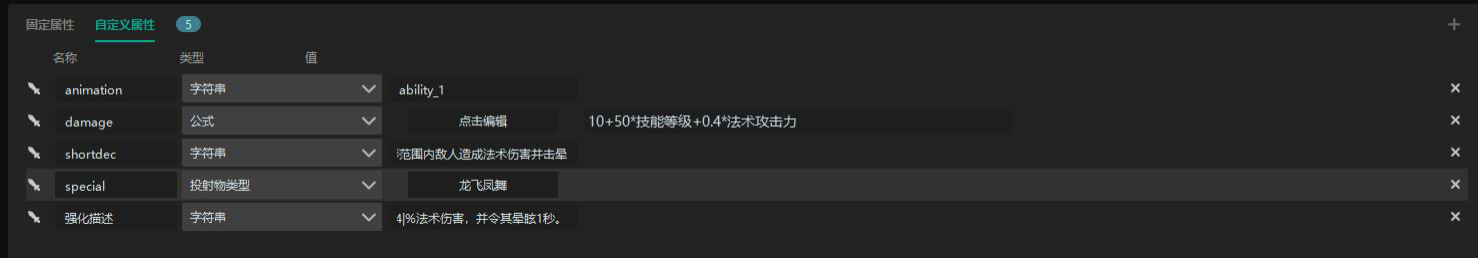 固定属性 自定义属性 5
名称 类型 值
animation 字符串 ability_1
damage 公式 点击编辑 10+50*技能等级+0.4*法术攻击力
shortdec 字符串 范围内敌人造成法术伤害并击晕
special 投射物类型 龙飞凤舞
强化描述 字符串 4|%法术伤害，并令其晕眩1秒。